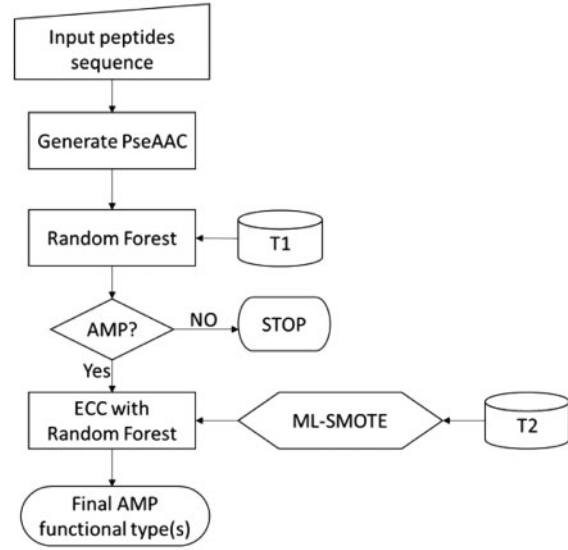 Input peptides
sequence
Generate PseAAC
Random Forest
T1
AMP?
NO
STOP
Yes
ECC with
Random Forest
ML-SMOTE
T2
Final AMP
functional type(s)